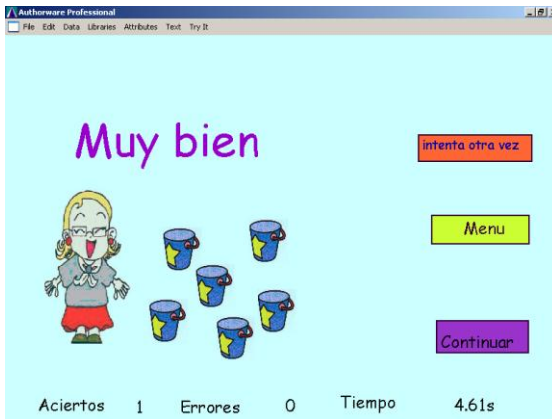 Authorware Professional
File Edit Data Libraries Attributes Text Try It
Muy bien
intenta otra vez
Menu
Continuar
Aciertos 1 Errores 0 Tiempo 4.61s